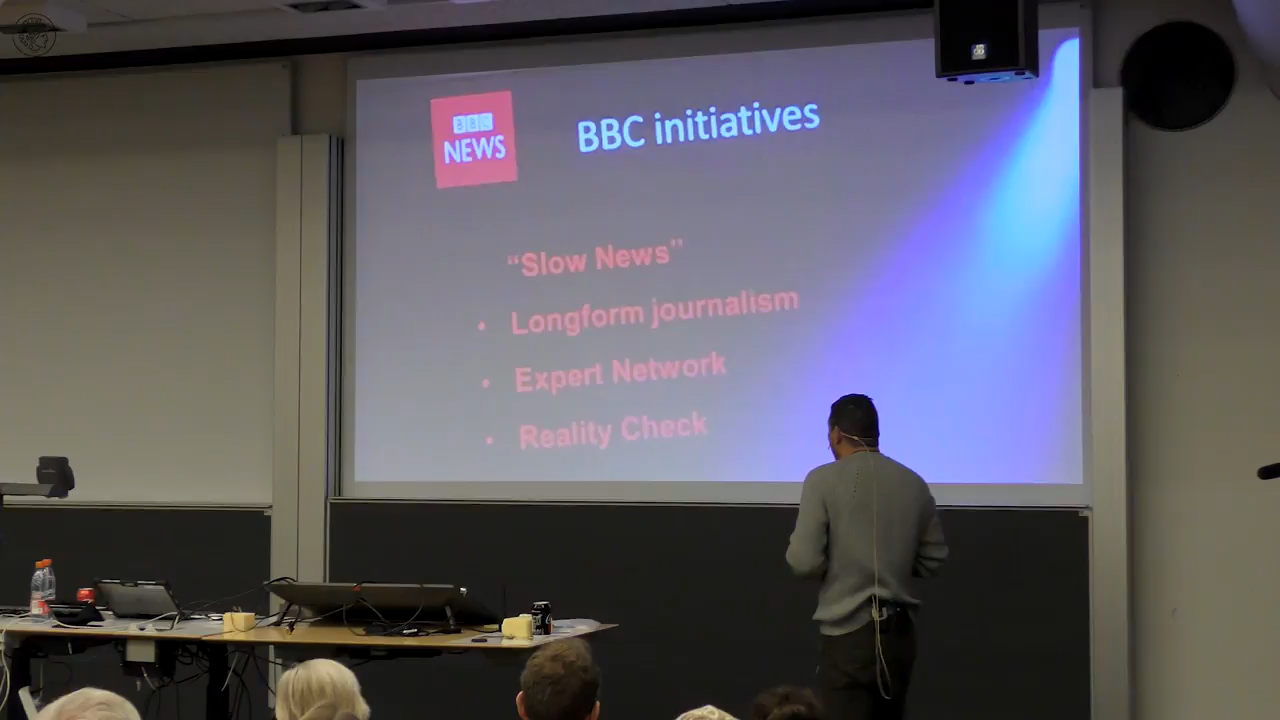 BBC
NEWS
BBC initiatives
“Slow News”
• Longform journalism
• Expert Network
• Reality Check